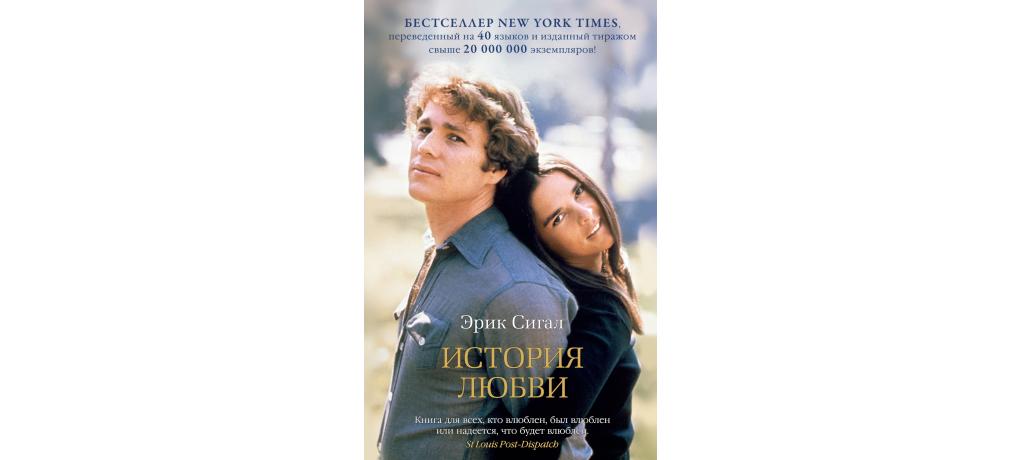 БЕСТСЕЛЛЕР NEW YORK TIMES,
переведенный на 40 языков и изданный тиражом
свыше 20 000 000 экземпляров!
Эрик Сигал
ИСТОРИЯ
ЛЮБВИ
Книга для всех, кто влюблен, был влюблен
или надеется, что будет влюблен.
St Louis Post-Dispatch